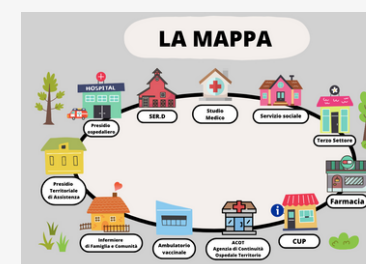 LA MAPPA
HOSPITAL
Presidio
ospedaliero
SER.D
Studio
Medico
Servizio sociale
Terzo Settore
Farmacia
CUP
ACOT
Agenzia di Continuità
Ospedale Territorio
Ambulatorio
vaccinale
Infermiere
di Famiglia e Comunità
Presidio
Territoriale
di Assistenza